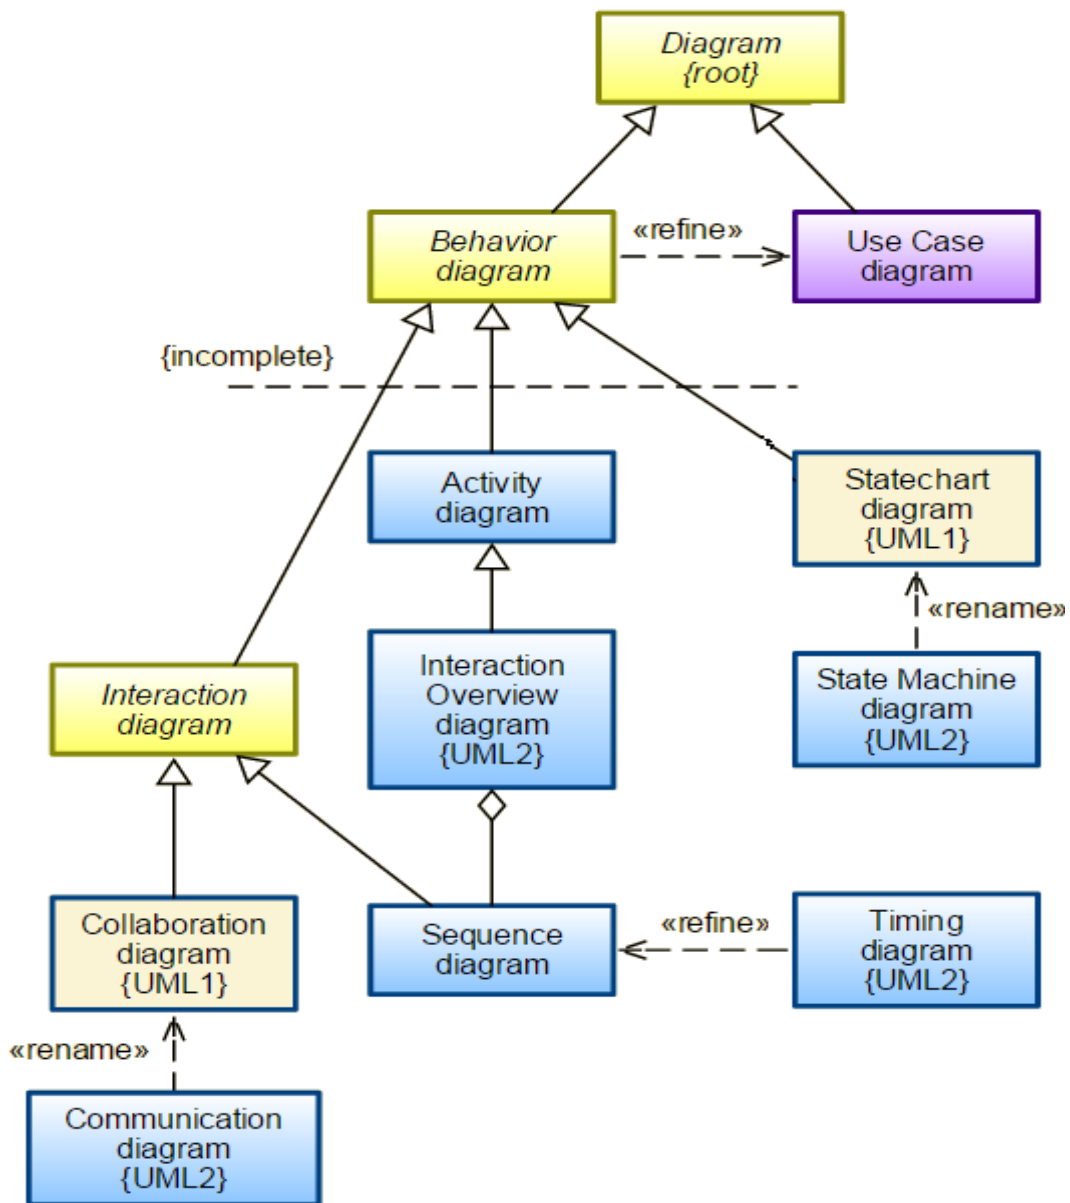 Diagram
{root}
Behavior
diagram
«refine»
Use Case
diagram
{incomplete}
Activity
diagram
Statechart
diagram
{UML1}
«rename»
Interaction
diagram
Interaction
Overview
diagram
{UML2}
State Machine
diagram
{UML2}
Collaboration
diagram
{UML1}
Sequence
diagram
«refine»
Timing
diagram
{UML2}
«rename»
Communication
diagram
{UML2}